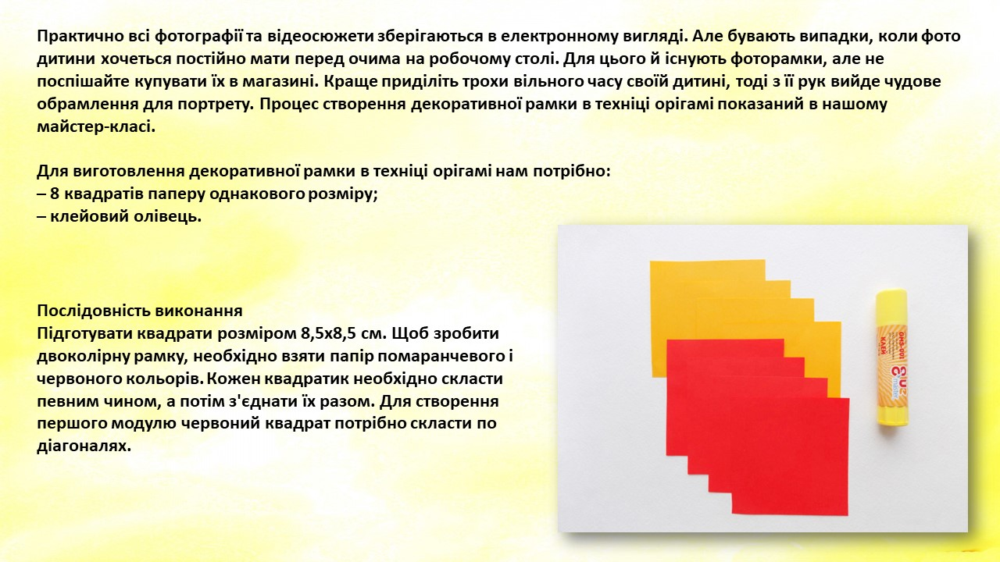 Практично всі фотографії та відеосюжети зберігаються в електронному вигляді. Але бувають випадки, коли фото
дитини хочеться постійно мати перед очима на робочому столі. Для цього й існують фоторамки, але не
поспішайте купувати їх в магазині. Краще приділіть трохи вільного часу своїй дитині, тоді з її рук вийде чудове
обрамлення для портрету. Процес створення декоративної рамки в техніці орігамі показаний в нашому
майстер-класі.
Для виготовлення декоративної рамки в техніці орігамі нам потрібно:
– 8 квадратів паперу однакового розміру;
– клейовий олівець.
Послідовність виконання
Підготувати квадрати розміром 8,5х8,5 см. Щоб зробити
двоколірну рамку, необхідно взяти папір помаранчевого і
червоного кольорів. Кожен квадратик необхідно скласти
певним чином, а потім з'єднати їх разом. Для створення
першого модулю червоний квадрат потрібно скласти по
діагоналях.
КЛЕЙ